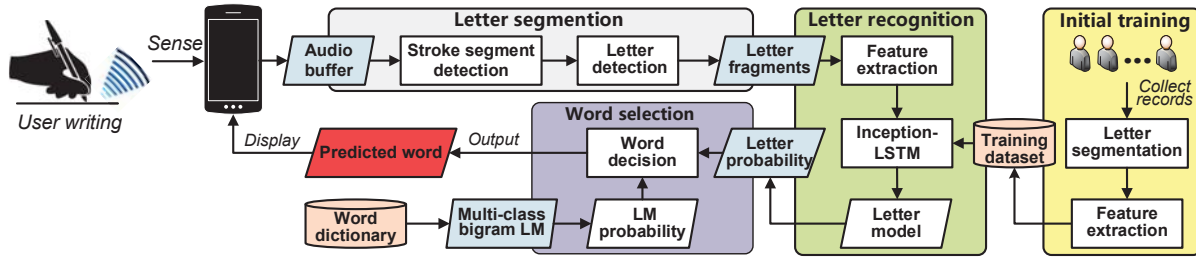 Letter segmention
Letter recognition
Initial training
Sense
Audio
buffer
Stroke segment
detection
Letter
detection
Letter
fragments
Feature
extraction
Collect
records
User writing
Word selection
Display
Predicted word
Output
Word
decision
Letter
probability
Inception-
LSTM
Training
dataset
Letter
segmentation
Word
dictionary
Multi-class
bigram LM
LM
probability
Letter
model
Feature
extraction